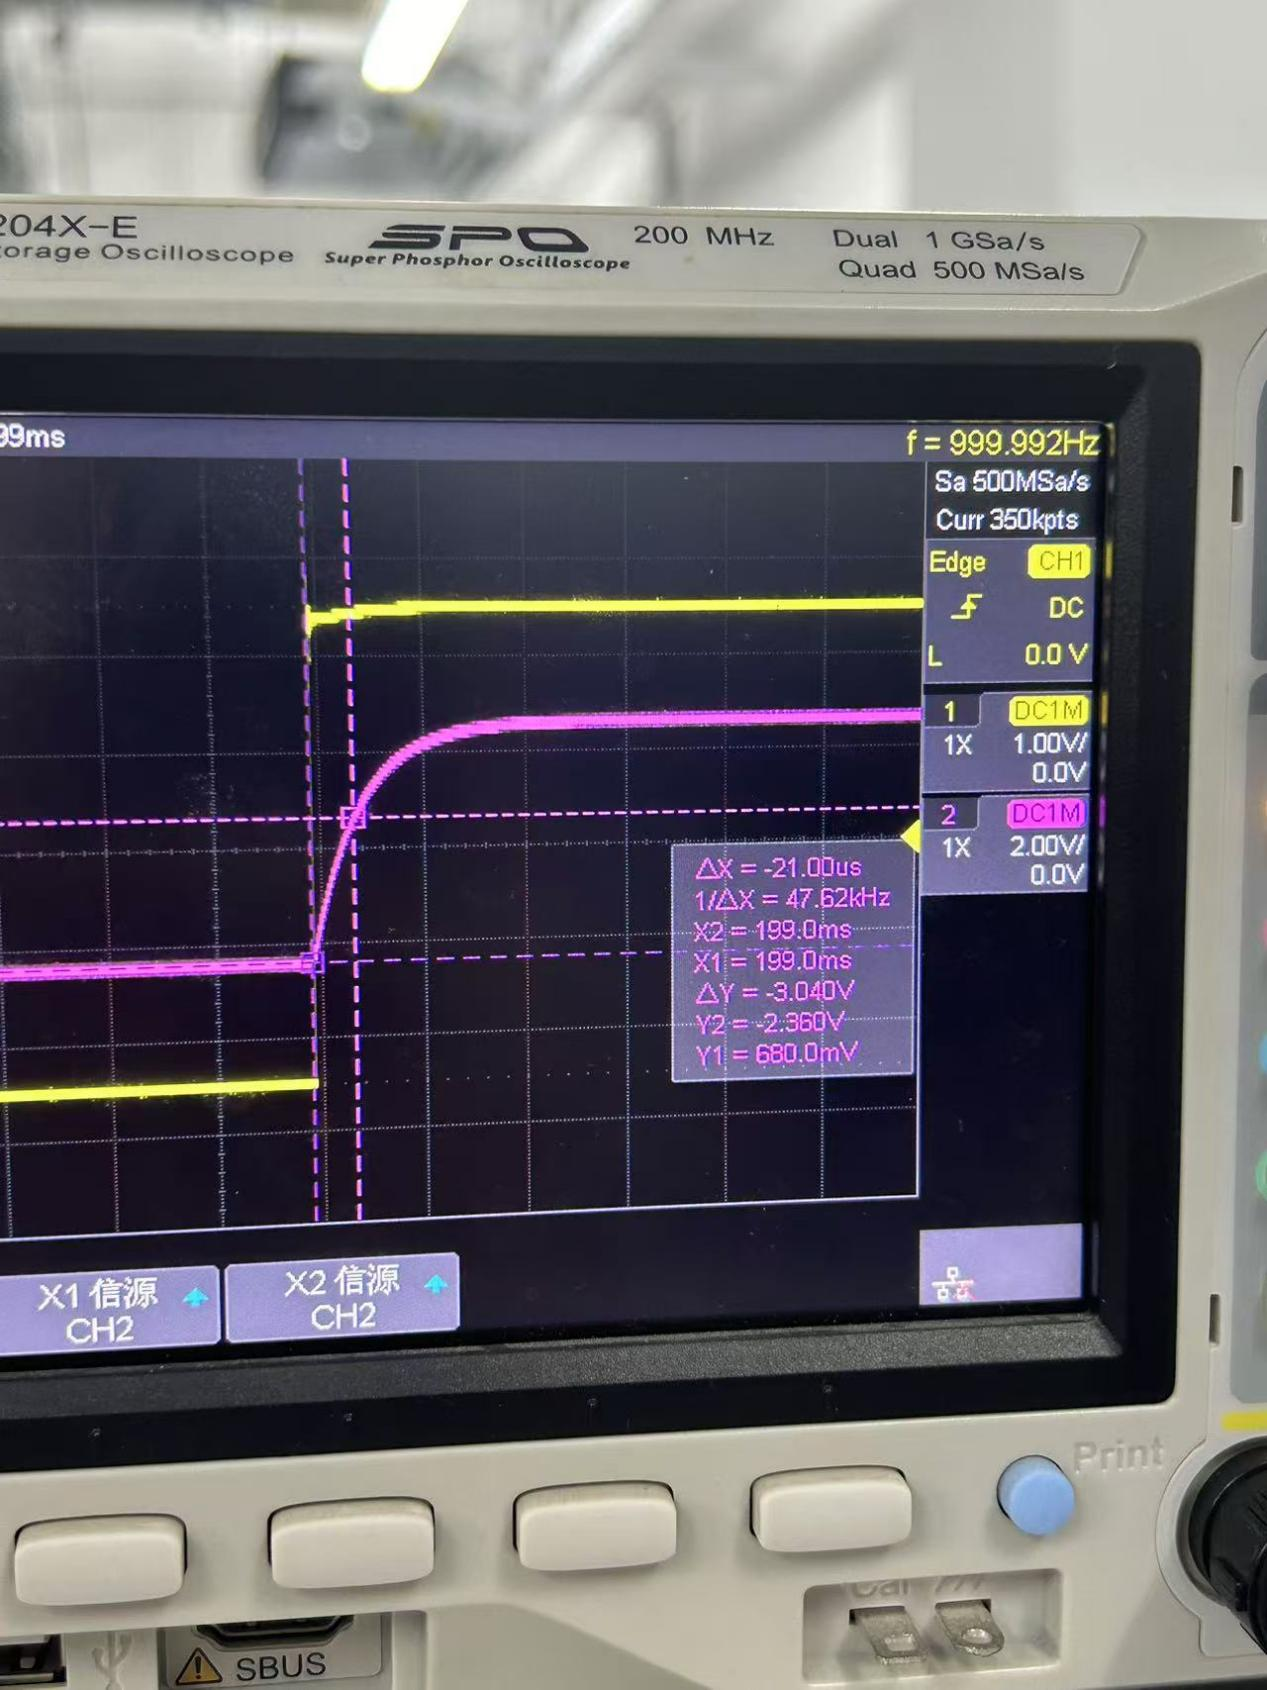 204X-E
torage Oscilloscope
SPO
Super Phosphor Oscilloscope
200 MHz
Dual 1 GSa/s
Quad 500 MSa/s
99ms
f = 999.992Hz
Sa 500MSa/s
Curr 350kpts
Edge CH1
DC
L 0.0 V
1 DC1M
1X 1.00V/
0.0V
2 DC1M
1X 2.00V/
0.0V
ΔX = -21.00us
1/ΔX = 47.62kHz
X2 = 199.0ms
X1 = 199.0ms
ΔY = -3.040V
Y2 = -2.360V
Y1 = 680.0mV
X1 信源
CH2
X2 信源
CH2
Print
Cal
SBUS